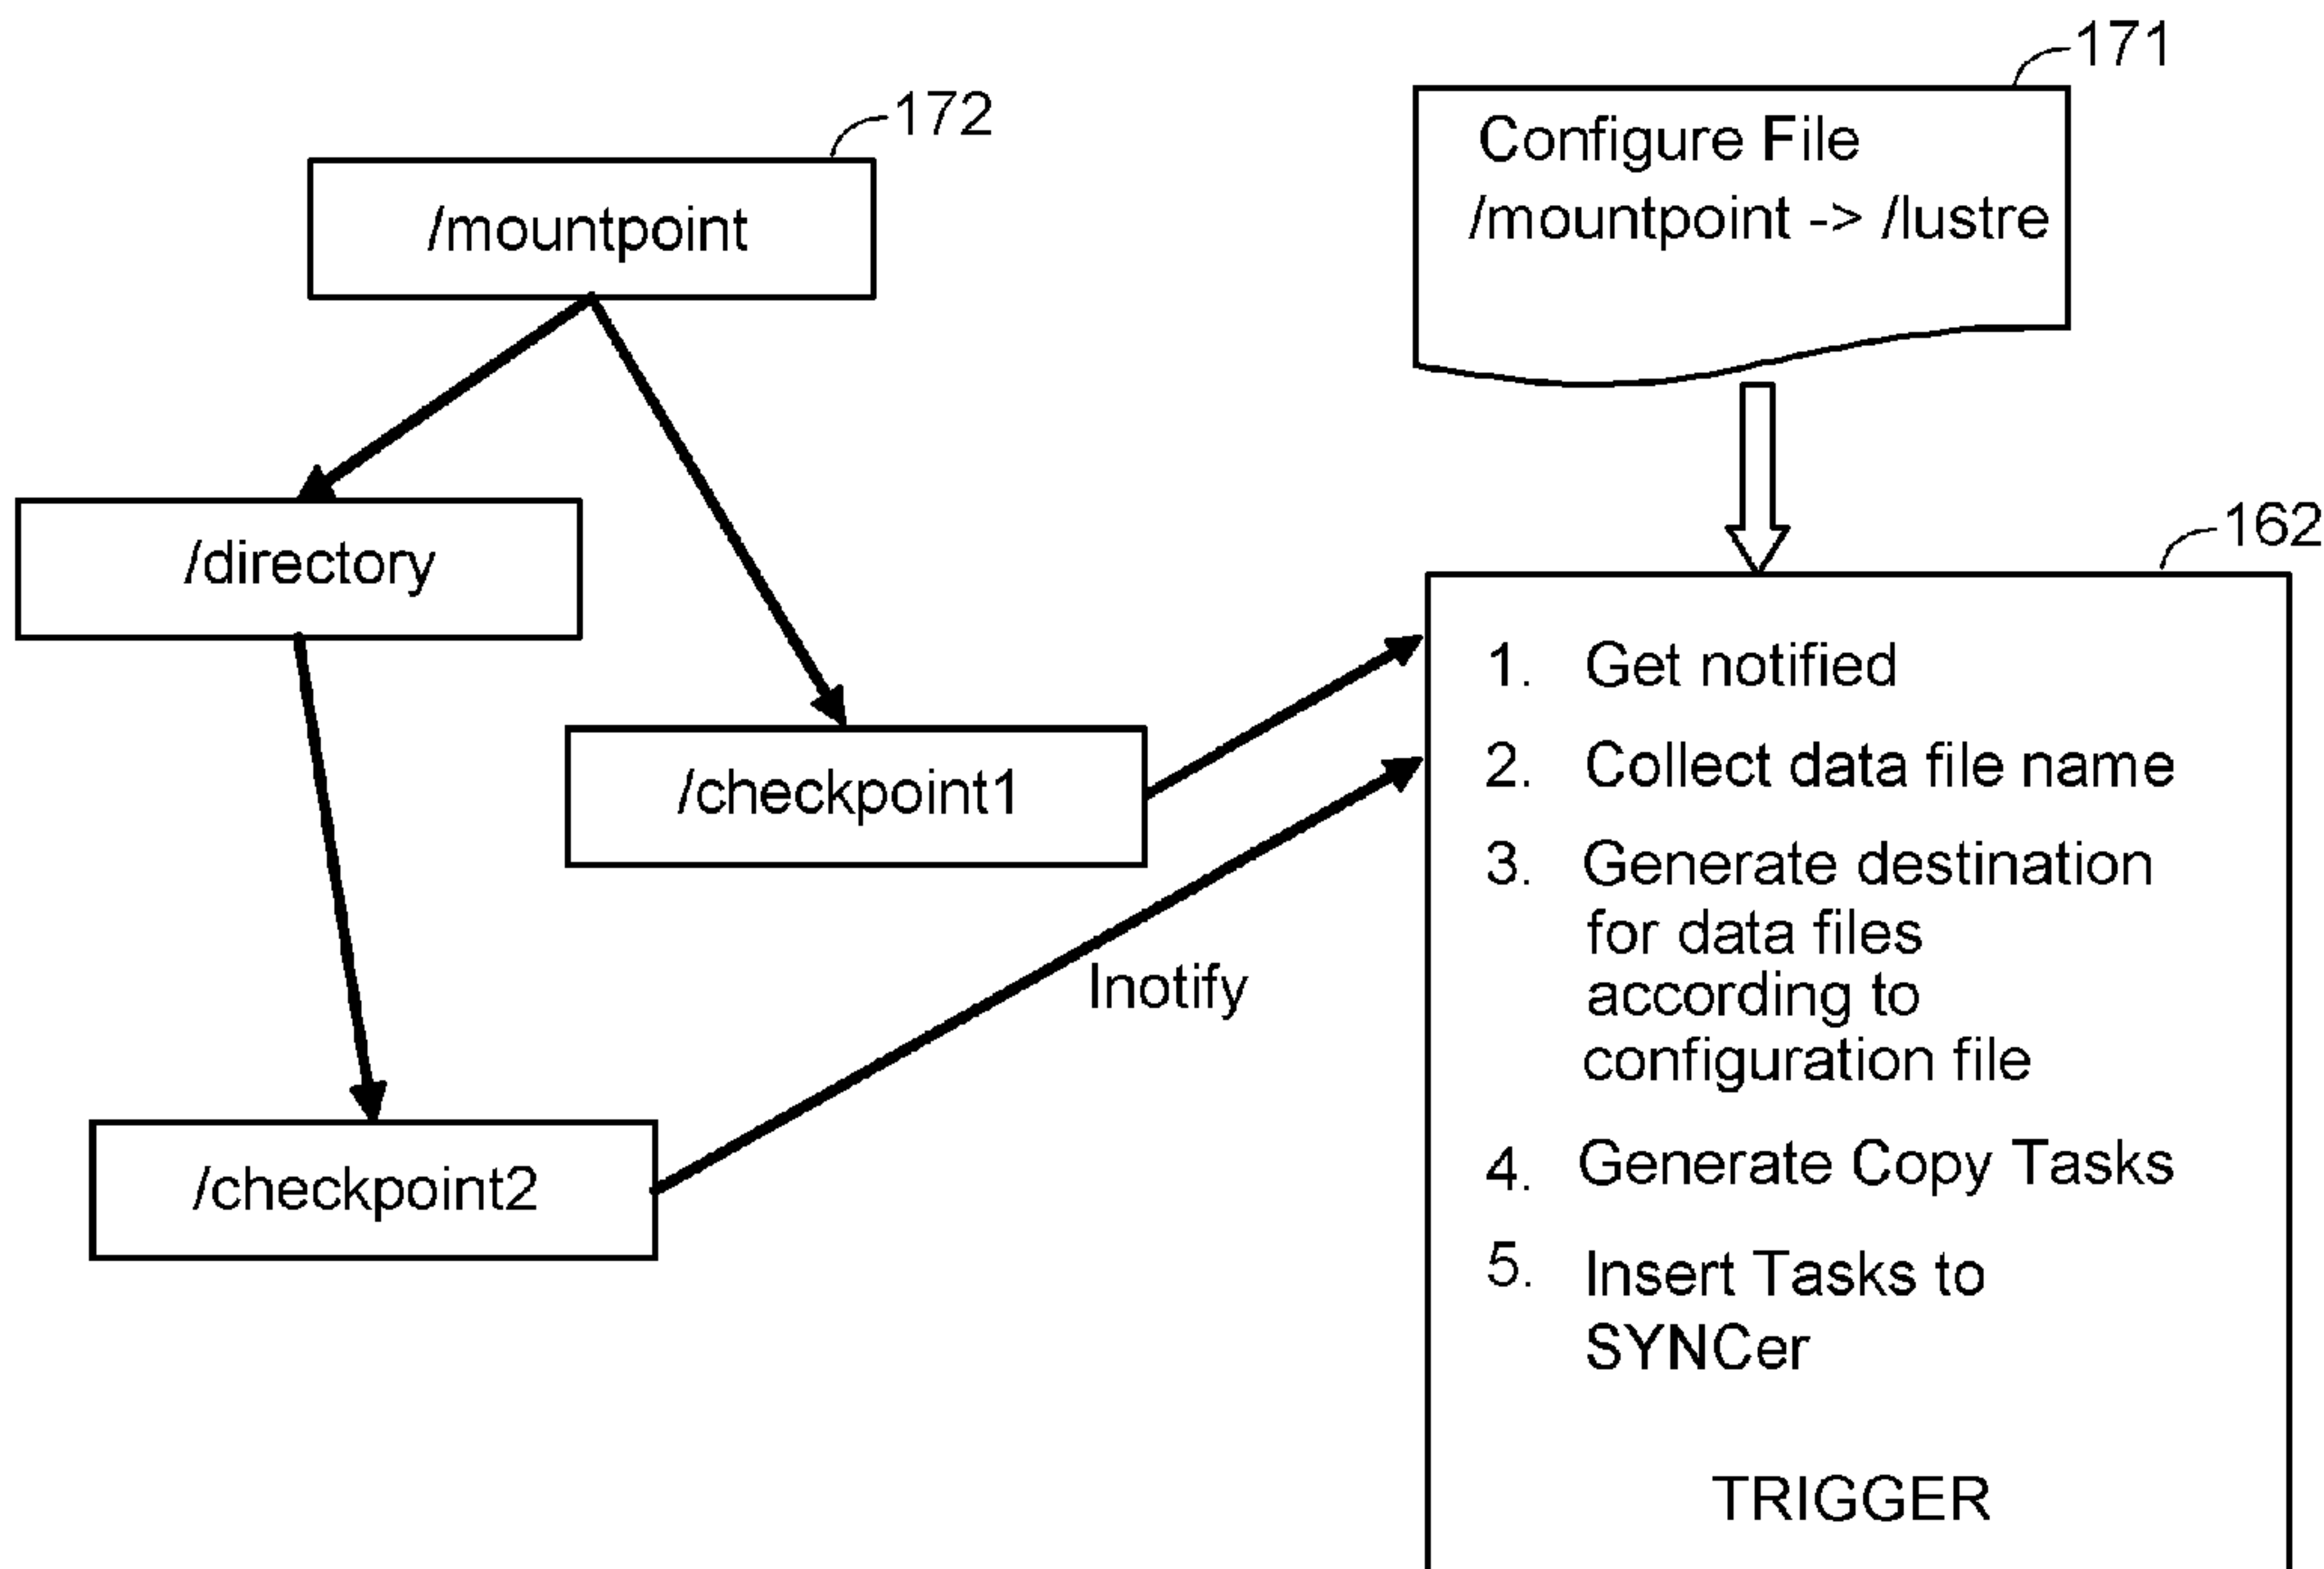 172
/mountpoint
/directory
/checkpoint1
/checkpoint2
Inotify
171
Configure File
/mountpoint -> /lustre
162
1. Get notified
2. Collect data file name
3. Generate destination
for data files
according to
configuration file
4. Generate Copy Tasks
5. Insert Tasks to
SYNCer
TRIGGER